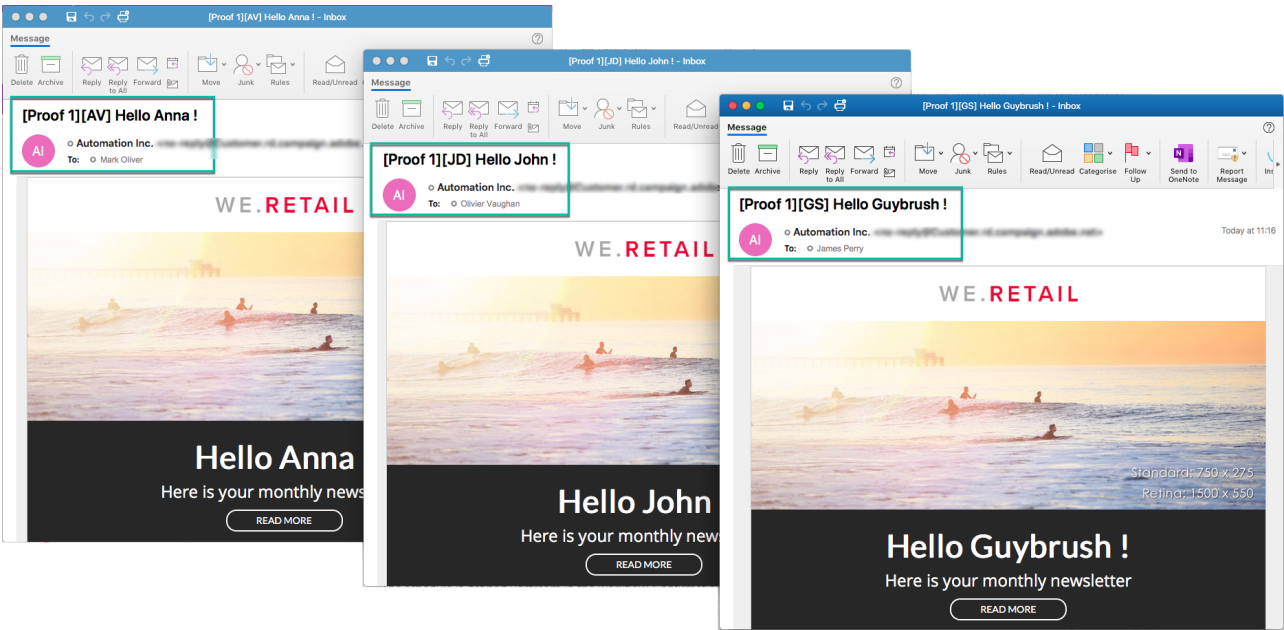 [Proof 1][AV] Hello Anna ! - Inbox
Message
Delete Archive Reply Reply to All Forward Move Junk Rules Read/Unread
[Proof 1][AV] Hello Anna !
AI
Automation Inc.
To: Mark Oliver
WE.RETAIL
Hello Anna
Here is your monthly news
READ MORE
[Proof 1][JD] Hello John ! - Inbox
Message
Delete Archive Reply Reply to All Forward Move Junk Rules Read/Unread
[Proof 1][JD] Hello John !
AI
Automation Inc.
To: Olivier Vaughan
WE.RETAIL
Hello John
Here is your monthly new
READ MORE
[Proof 1][GS] Hello Guybrush ! - Inbox
Message
Delete Archive Reply Reply to All Forward Move Junk Rules Read/Unread Categorise Follow Up Send to OneNote Report Message Ins
[Proof 1][GS] Hello Guybrush !
AI
Automation Inc.
Today at 11:16
To: James Perry
WE.RETAIL
Standard: 750 x 275
Retina: 1500 x 550
Hello Guybrush !
Here is your monthly newsletter
READ MORE